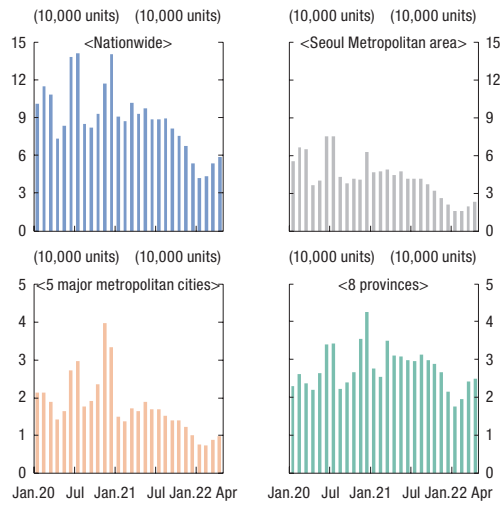 (10,000 units) (10,000 units) (10,000 units) (10,000 units)
<Nationwide> <Seoul Metropolitan area>
15 15
12 12
9 9
6 6
3 3
0 0
(10,000 units) (10,000 units) (10,000 units) (10,000 units)
<5 major metropolitan cities> <8 provinces>
5 5
4 4
3 3
2 2
1 1
0 0
Jan.20 Jul Jan.21 Jul Jan.22 Apr Jan.20 Jul Jan.21 Jul Jan.22 Apr